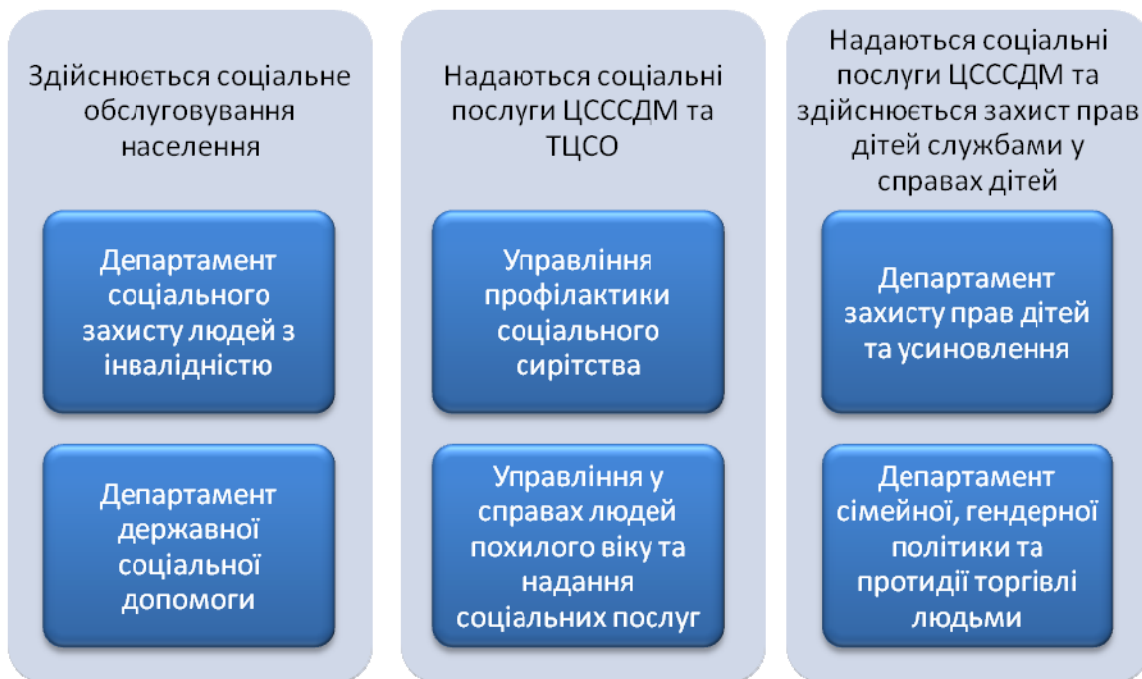 Здійснюється соціальне
обслуговування
населення
Департамент
соціального
захисту людей з
інвалідністю
Департамент
державної
соціальної
допомоги
Надаються соціальні
послуги ЦСССДМ та
ТЦСО
Управління
профілактики
соціального
сирітства
Управління у
справах людей
похилого віку та
надання
соціальних послуг
Надаються соціальні
послуги ЦСССДМ та
здійснюється захист прав
дітей службами у
справах дітей
Департамент
захисту прав дітей
та усиновлення
Департамент
сімейної, гендерної
політики та
протидії торгівлі
людьми